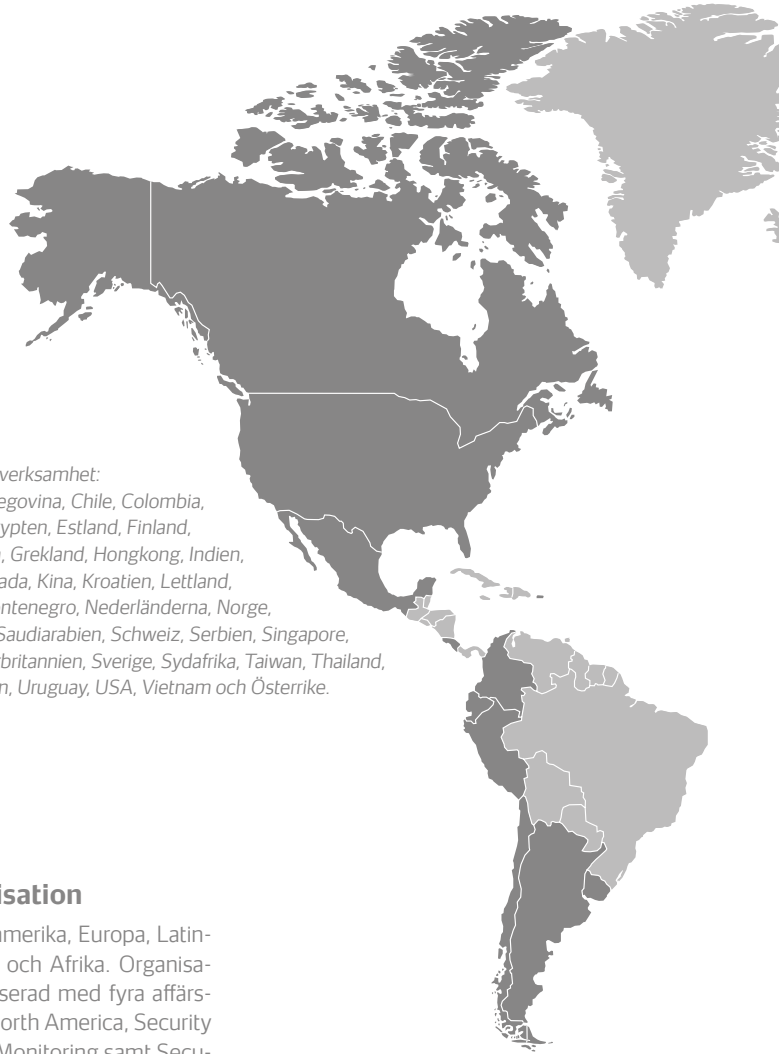 verksamhet:
egovina, Chile, Colombia,
ypten, Estland, Finland,
, Grekland, Hongkong, Indien,
ada, Kina, Kroatien, Lettland,
ontenegro, Nederländerna, Norge,
Saudiarabien, Schweiz, Serbien, Singapore,
britannien, Sverige, Sydafrika, Taiwan, Thailand,
n, Uruguay, USA, Vietnam och Österrike.
isation
amerika, Europa, Latin-
och Afrika. Organisa-
serad med fyra affärs-
orth America, Security
Monitoring samt Secu-